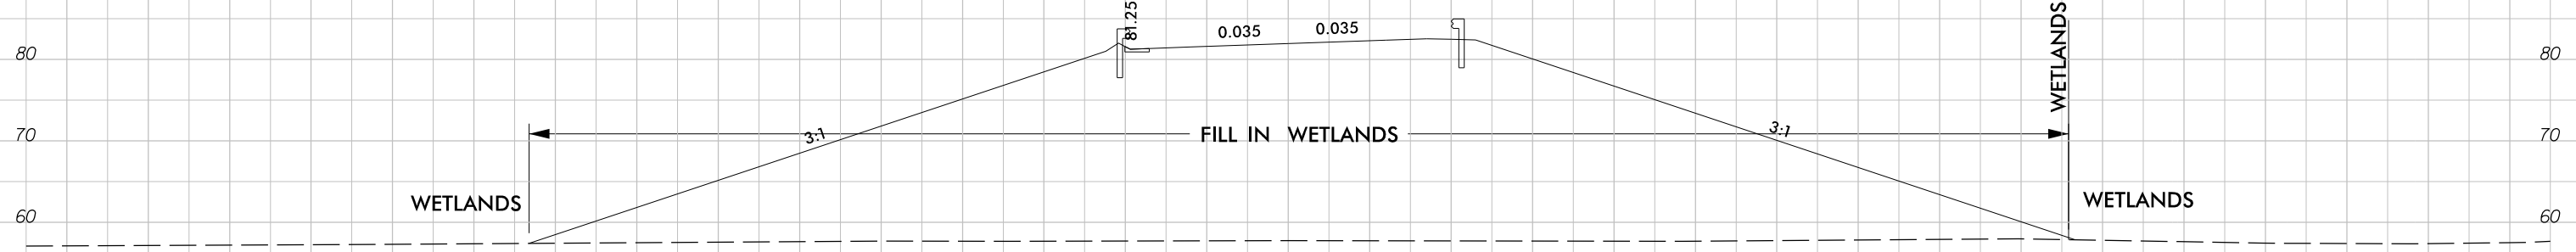 81.25
0.035 0.035
WETLANDS
80 80
3:1 3:1
70 FILL IN WETLANDS 70
WETLANDS WETLANDS
60 60